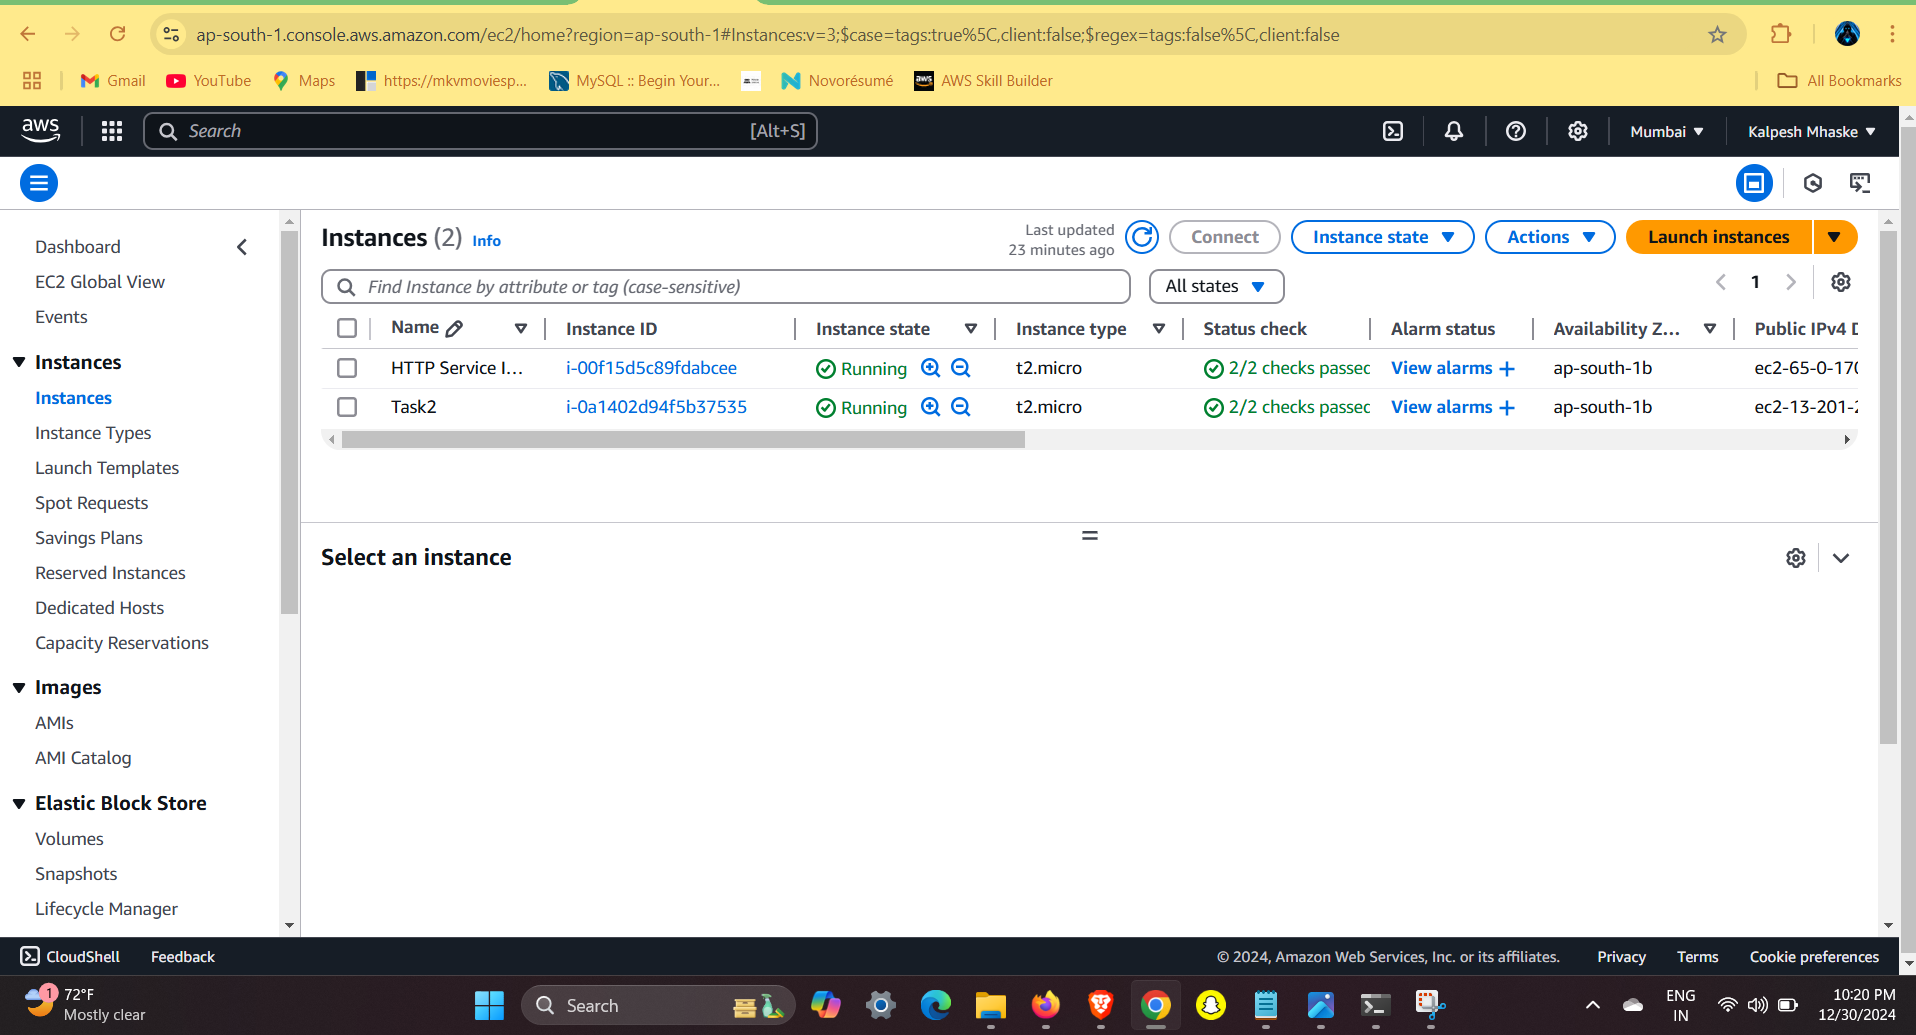 ap-south-1.console.aws.amazon.com/ec2/home?region=ap-south-1#Instances:v=3;$case=tags:true%5C,client:false;$regex=tags:false%5C,client:false
Gmail YouTube Maps https://mkvmoviesp... MySQL :: Begin Your... Novorésumé aws AWS Skill Builder All Bookmarks
aws Search [Alt+S] Mumbai Kalpesh Mhaske
Dashboard
EC2 Global View
Events
Instances
Instances
Instance Types
Launch Templates
Spot Requests
Savings Plans
Reserved Instances
Dedicated Hosts
Capacity Reservations
Images
AMIs
AMI Catalog
Elastic Block Store
Volumes
Snapshots
Lifecycle Manager
Instances (2) Info
Last updated
23 minutes ago
Connect Instance state Actions Launch instances
Find Instance by attribute or tag (case-sensitive) All states 1
Name Instance ID Instance state Instance type Status check Alarm status Availability Z... Public IPv4 D
HTTP Service I... i-00f15d5c89fdabcee Running t2.micro 2/2 checks passed View alarms + ap-south-1b ec2-65-0-170
Task2 i-0a1402d94f5b37535 Running t2.micro 2/2 checks passed View alarms + ap-south-1b ec2-13-201-2
Select an instance
CloudShell Feedback © 2024, Amazon Web Services, Inc. or its affiliates. Privacy Terms Cookie preferences
1
72°F
Mostly clear
Search
ENG
IN
10:20 PM
12/30/2024